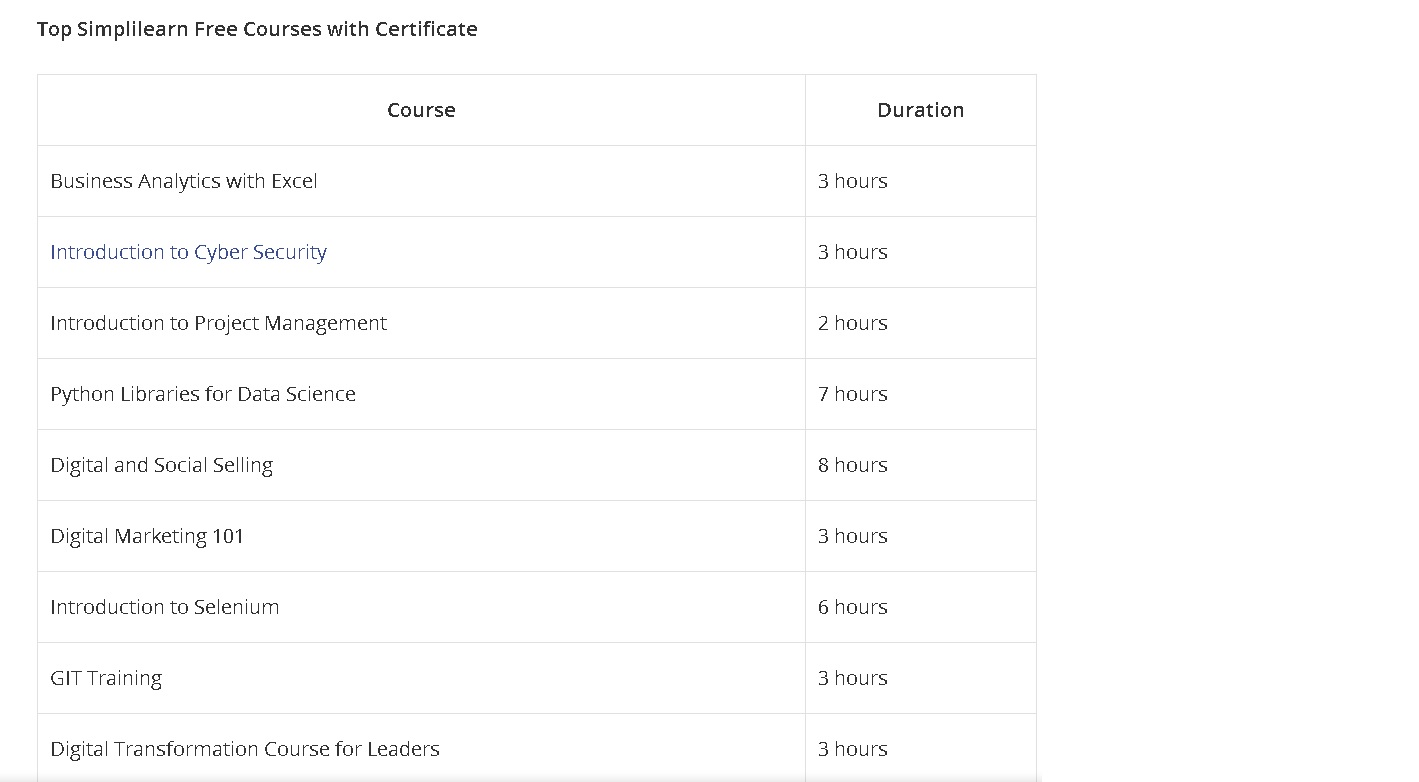 Top Simplilearn Free Courses with Certificate
Course Duration
Business Analytics with Excel 3 hours
Introduction to Cyber Security 3 hours
Introduction to Project Management 2 hours
Python Libraries for Data Science 7 hours
Digital and Social Selling 8 hours
Digital Marketing 101 3 hours
Introduction to Selenium 6 hours
GIT Training 3 hours
Digital Transformation Course for Leaders 3 hours